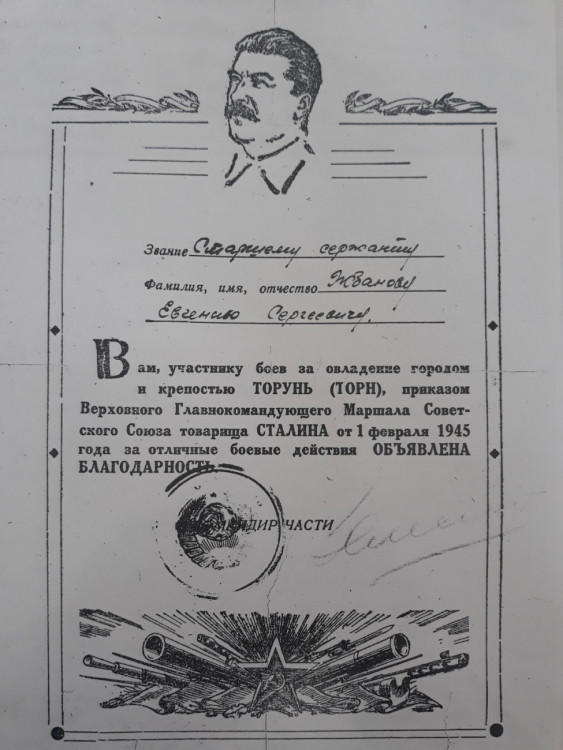 Звание Старшему сержанту
Фамилия, имя, отчество Жванову
Евгению Сергеевичу.
Вам, участнику боев за овладение городом
и крепостью ТОРУНЬ (ТОРН), приказом
Верховного Главнокомандующего Маршала Совет-
ского Союза товарища СТАЛИНА от 1 февраля 1945
года за отличные боевые действия ОБЪЯВЛЕНА
БЛАГОДАРНОСТЬ.
КОМАНДИР ЧАСТИ